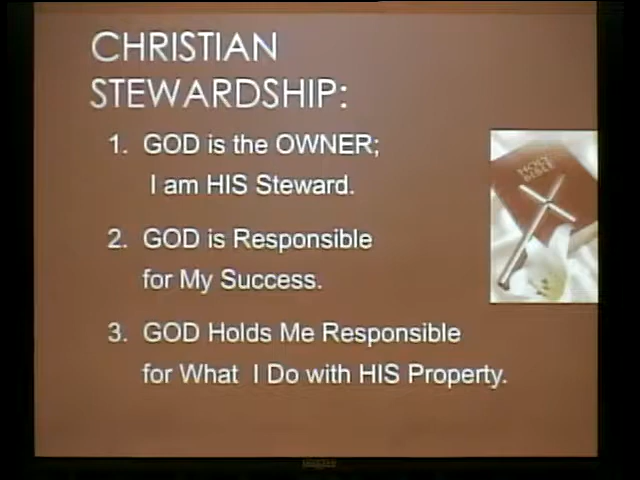 CHRISTIAN
STEWARDSHIP:
1. GOD is the OWNER;
I am HIS Steward.
2. GOD is Responsible
for My Success.
3. GOD Holds Me Responsible
for What I Do with HIS Property.
HOLY
BIBLE